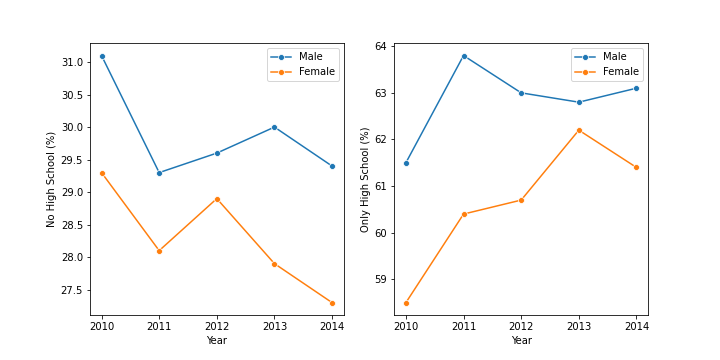 No High School (%)
31.0
30.5
30.0
29.5
29.0
28.5
28.0
27.5
2010 2011 2012 2013 2014
Year
Male
Female
Only High School (%)
64
63
62
61
60
59
2010 2011 2012 2013 2014
Year
Male
Female